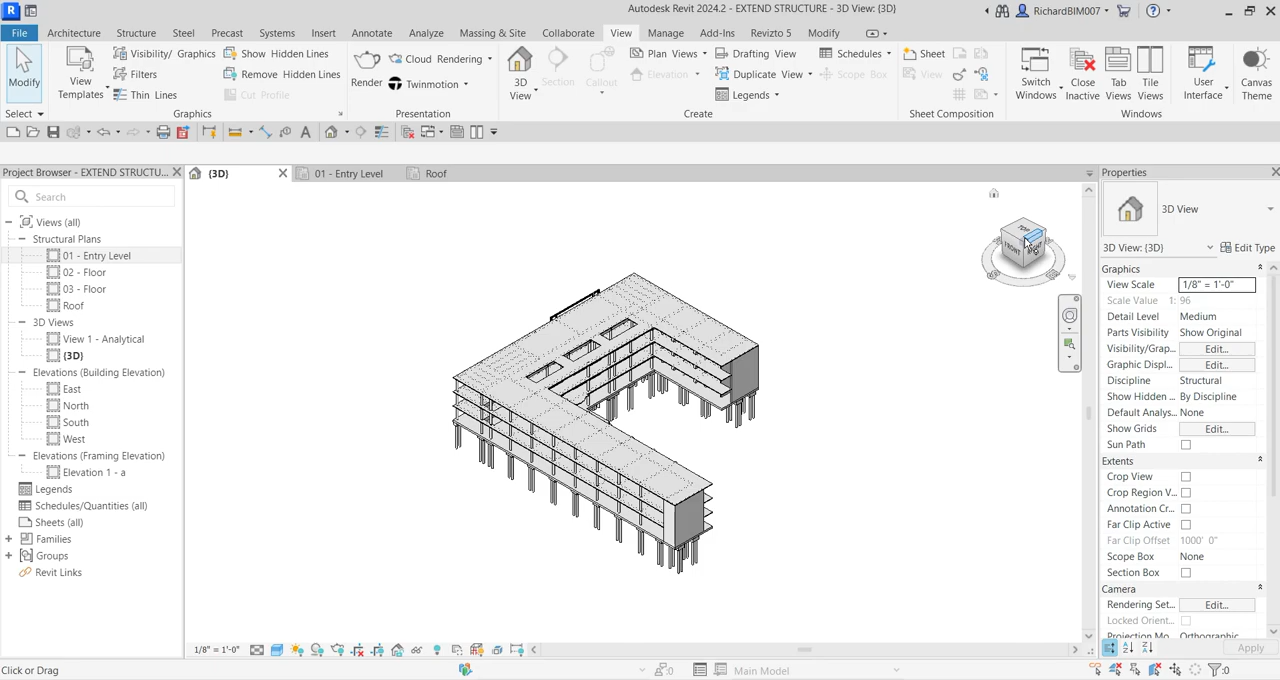 R
Autodesk Revit 2024.2 - EXTEND STRUCTURE - 3D View: {3D}
RichardBIM007
File Architecture Structure Steel Precast Systems Insert Annotate Analyze Massing & Site Collaborate View Manage Add-Ins Revizto 5 Modify
Modify
Select
View
Templates
Visibility/ Graphics
Filters
Thin Lines
Show Hidden Lines
Remove Hidden Lines
Cut Profile
Graphics
Render
Cloud Rendering
Twinmotion
Presentation
3D
View
Section
Callout
Plan Views
Elevation
Drafting View
Duplicate View
Legends
Schedules
Scope Box
Create
Sheet
View
Sheet Composition
Switch
Windows
Close
Inactive
Tab
Views
Tile
Views
User
Interface
Windows
Canvas
Theme
Project Browser - EXTEND STRUCTU...
Search
Views (all)
Structural Plans
01 - Entry Level
02 - Floor
03 - Floor
Roof
3D Views
View 1 - Analytical
{3D}
Elevations (Building Elevation)
East
North
South
West
Elevations (Framing Elevation)
Elevation 1 - a
Legends
Schedules/Quantities (all)
Sheets (all)
Families
Groups
Revit Links
{3D}
01 - Entry Level
Roof
TOP
FRONT
RIGHT
Properties
3D View
3D View: {3D}
Edit Type
Graphics
View Scale 1/8" = 1'-0"
Scale Value 1: 96
Detail Level Medium
Parts Visibility Show Original
Visibility/Grap... Edit...
Graphic Displ... Edit...
Discipline Structural
Show Hidden ... By Discipline
Default Analys... None
Show Grids Edit...
Sun Path
Extents
Crop View
Crop Region V...
Annotation Cr...
Far Clip Active
Far Clip Offset 1000' 0"
Scope Box None
Section Box
Camera
Rendering Set... Edit...
Locked Orient...
Projection Mo... Orthographic
Apply
1/8" = 1'-0"
Click or Drag
:0
Main Model
:0